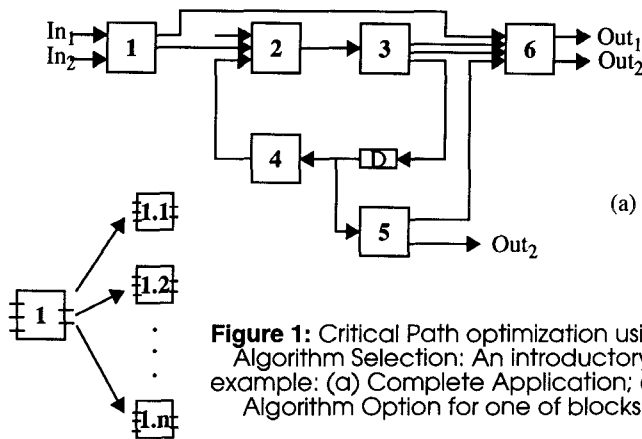 In1
In2
1
2
3
6
Out1
Out2
4
D
5
(a)
Out2
1.1
1.2
1
1.n
Figure 1: Critical Path optimization usi
Algorithm Selection: An introductory
example: (a) Complete Application;
Algorithm Option for one of blocks